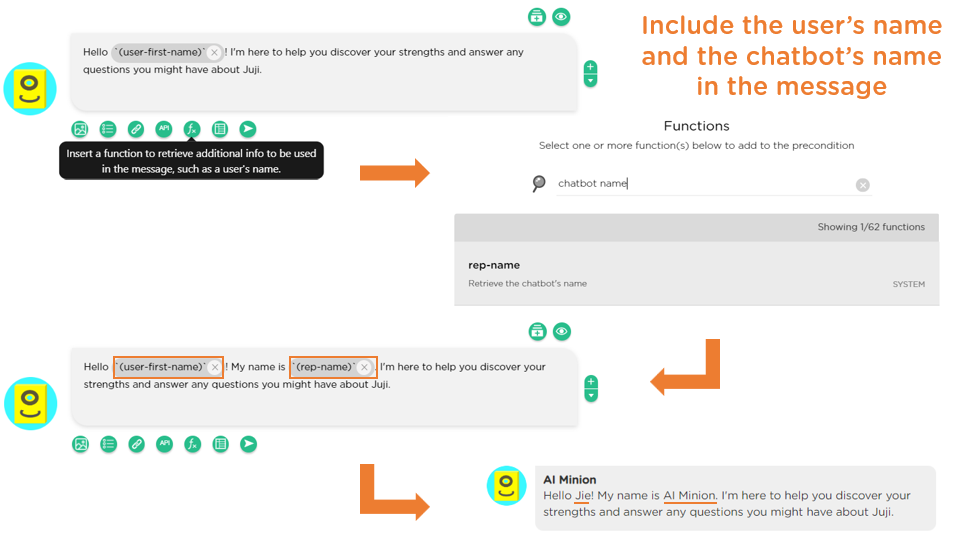 Include the user's name
and the chatbot's name
in the message
Hello `(user-first-name)` × ! I'm here to help you discover your strengths and answer any
questions you might have about Juji.
+
API
fx
Insert a function to retrieve additional info to be used
in the message, such as a user's name.
Functions
Select one or more function(s) below to add to the precondition
chatbot name
×
Showing 1/62 functions
rep-name
Retrieve the chatbot's name
SYSTEM
Hello `(user-first-name)` × ! My name is `(rep-name)` × . I'm here to help you discover your
strengths and answer any questions you might have about Juji.
+
API
fx
AI Minion
Hello Jie! My name is AI Minion. I'm here to help you discover your
strengths and answer any questions you might have about Juji.